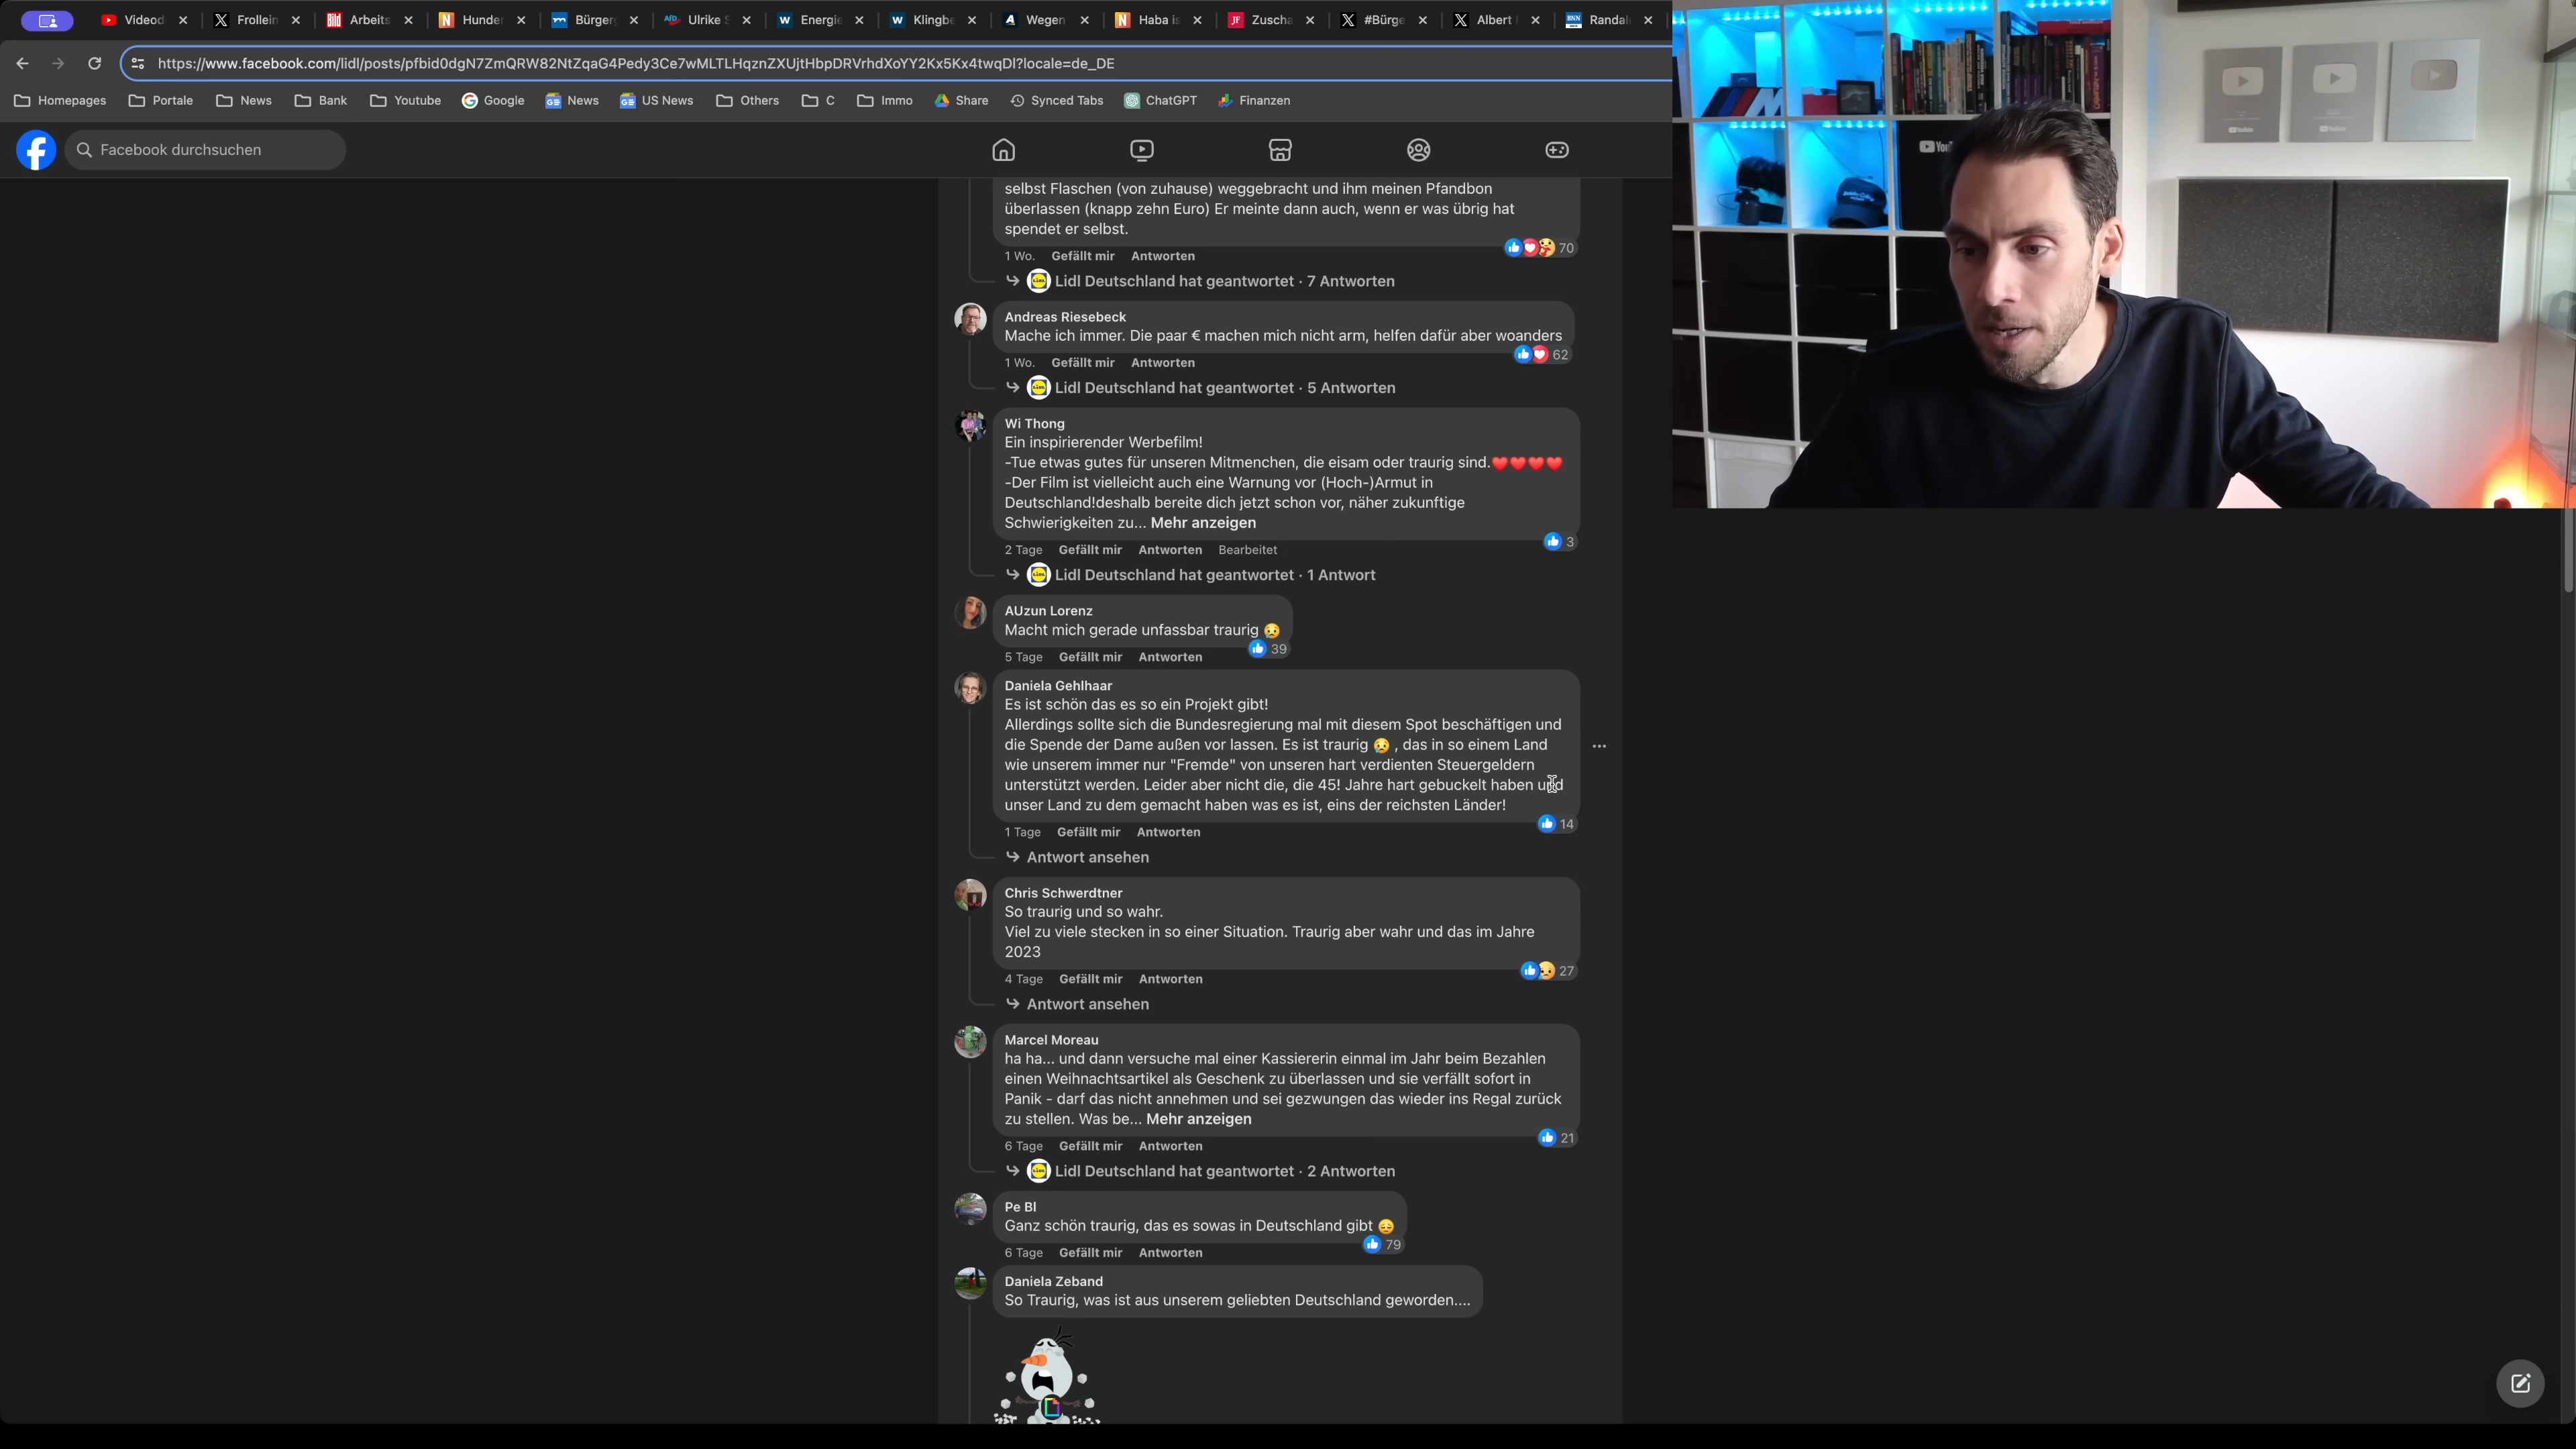 Videod
Frollein
Bild
Arbeits
Hunder
Bürger
AfD
Ulrike S
Energie
Klingbe
Wegen
Haba is
JF
Zuscha
#Bürge
Albert
BNN
Randal
https://www.facebook.com/lidl/posts/pfbid0dgN7ZmQRW82NtZqaG4Pedy3Ce7wMLTLHqznZXUjtHbpDRVrhdXoYY2Kx5Kx4twqDl?locale=de_DE
Homepages
Portale
News
Bank
Youtube
Google
News
US News
Others
C
Immo
Share
Synced Tabs
ChatGPT
Finanzen
Facebook durchsuchen
selbst Flaschen (von zuhause) weggebracht und ihm meinen Pfandbon
überlassen (knapp zehn Euro) Er meinte dann auch, wenn er was übrig hat
spendet er selbst.
70
1 Wo. Gefällt mir Antworten
Lidl Deutschland hat geantwortet · 7 Antworten
Andreas Riesebeck
Mache ich immer. Die paar € machen mich nicht arm, helfen dafür aber woanders
62
1 Wo. Gefällt mir Antworten
Lidl Deutschland hat geantwortet · 5 Antworten
Wi Thong
Ein inspirierender Werbefilm!
-Tue etwas gutes für unseren Mitmenchen, die eisam oder traurig sind.❤️❤️❤️❤️
-Der Film ist vielleicht auch eine Warnung vor (Hoch-)Armut in
Deutschland!deshalb bereite dich jetzt schon vor, näher zukunftige
Schwierigkeiten zu... Mehr anzeigen
3
2 Tage Gefällt mir Antworten Bearbeitet
Lidl Deutschland hat geantwortet · 1 Antwort
AUzun Lorenz
Macht mich gerade unfassbar traurig 😥
39
5 Tage Gefällt mir Antworten
Daniela Gehlhaar
Es ist schön das es so ein Projekt gibt!
Allerdings sollte sich die Bundesregierung mal mit diesem Spot beschäftigen und
die Spende der Dame außen vor lassen. Es ist traurig 😥 , das in so einem Land
wie unserem immer nur "Fremde" von unseren hart verdienten Steuergeldern
unterstützt werden. Leider aber nicht die, die 45! Jahre hart gebuckelt haben und
unser Land zu dem gemacht haben was es ist, eins der reichsten Länder!
14
1 Tage Gefällt mir Antworten
Antwort ansehen
Chris Schwerdtner
So traurig und so wahr.
Viel zu viele stecken in so einer Situation. Traurig aber wahr und das im Jahre
2023
27
4 Tage Gefällt mir Antworten
Antwort ansehen
Marcel Moreau
ha ha... und dann versuche mal einer Kassiererin einmal im Jahr beim Bezahlen
einen Weihnachtsartikel als Geschenk zu überlassen und sie verfällt sofort in
Panik - darf das nicht annehmen und sei gezwungen das wieder ins Regal zurück
zu stellen. Was be... Mehr anzeigen
21
6 Tage Gefällt mir Antworten
Lidl Deutschland hat geantwortet · 2 Antworten
Pe Bl
Ganz schön traurig, das es sowas in Deutschland gibt 😔
79
6 Tage Gefällt mir Antworten
Daniela Zeband
So Traurig, was ist aus unserem geliebten Deutschland geworden....